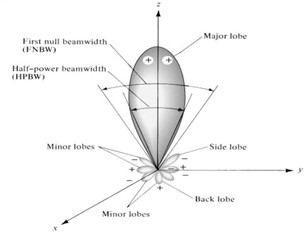 z
First null beamwidth
(FNBW)
Major lobe
+ +
Half-power beamwidth
(HPBW)
Minor lobes
Side lobe
− −
+ − +
y
− −
+
Back lobe
Minor lobes
x